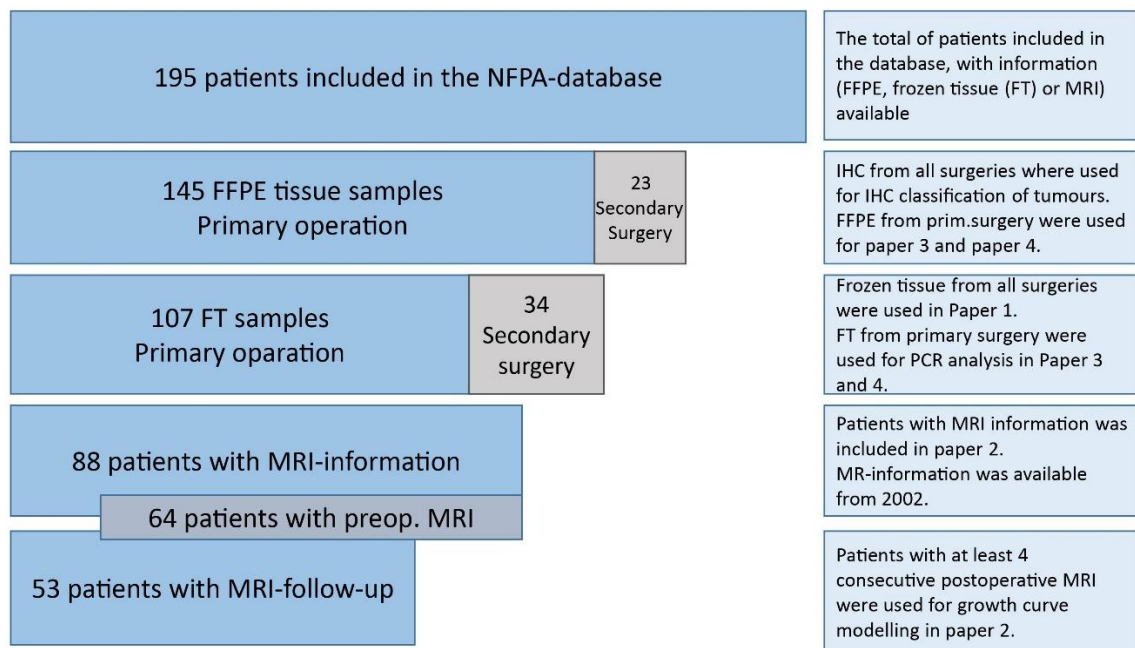 195 patients included in the NFPA-database
The total of patients included in
the database, with information
(FFPE, frozen tissue (FT) or MRI)
available
145 FFPE tissue samples
Primary operation
23
Secondary
Surgery
IHC from all surgeries where used
for IHC classification of tumours.
FFPE from prim.surgery were used
for paper 3 and paper 4.
107 FT samples
Primary oparation
34
Secondary
surgery
Frozen tissue from all surgeries
were used in Paper 1.
FT from primary surgery were
used for PCR analysis in Paper 3
and 4.
88 patients with MRI-information
64 patients with preop. MRI
Patients with MRI information was
included in paper 2.
MR-information was available
from 2002.
53 patients with MRI-follow-up
Patients with at least 4
consecutive postoperative MRI
were used for growth curve
modelling in paper 2.